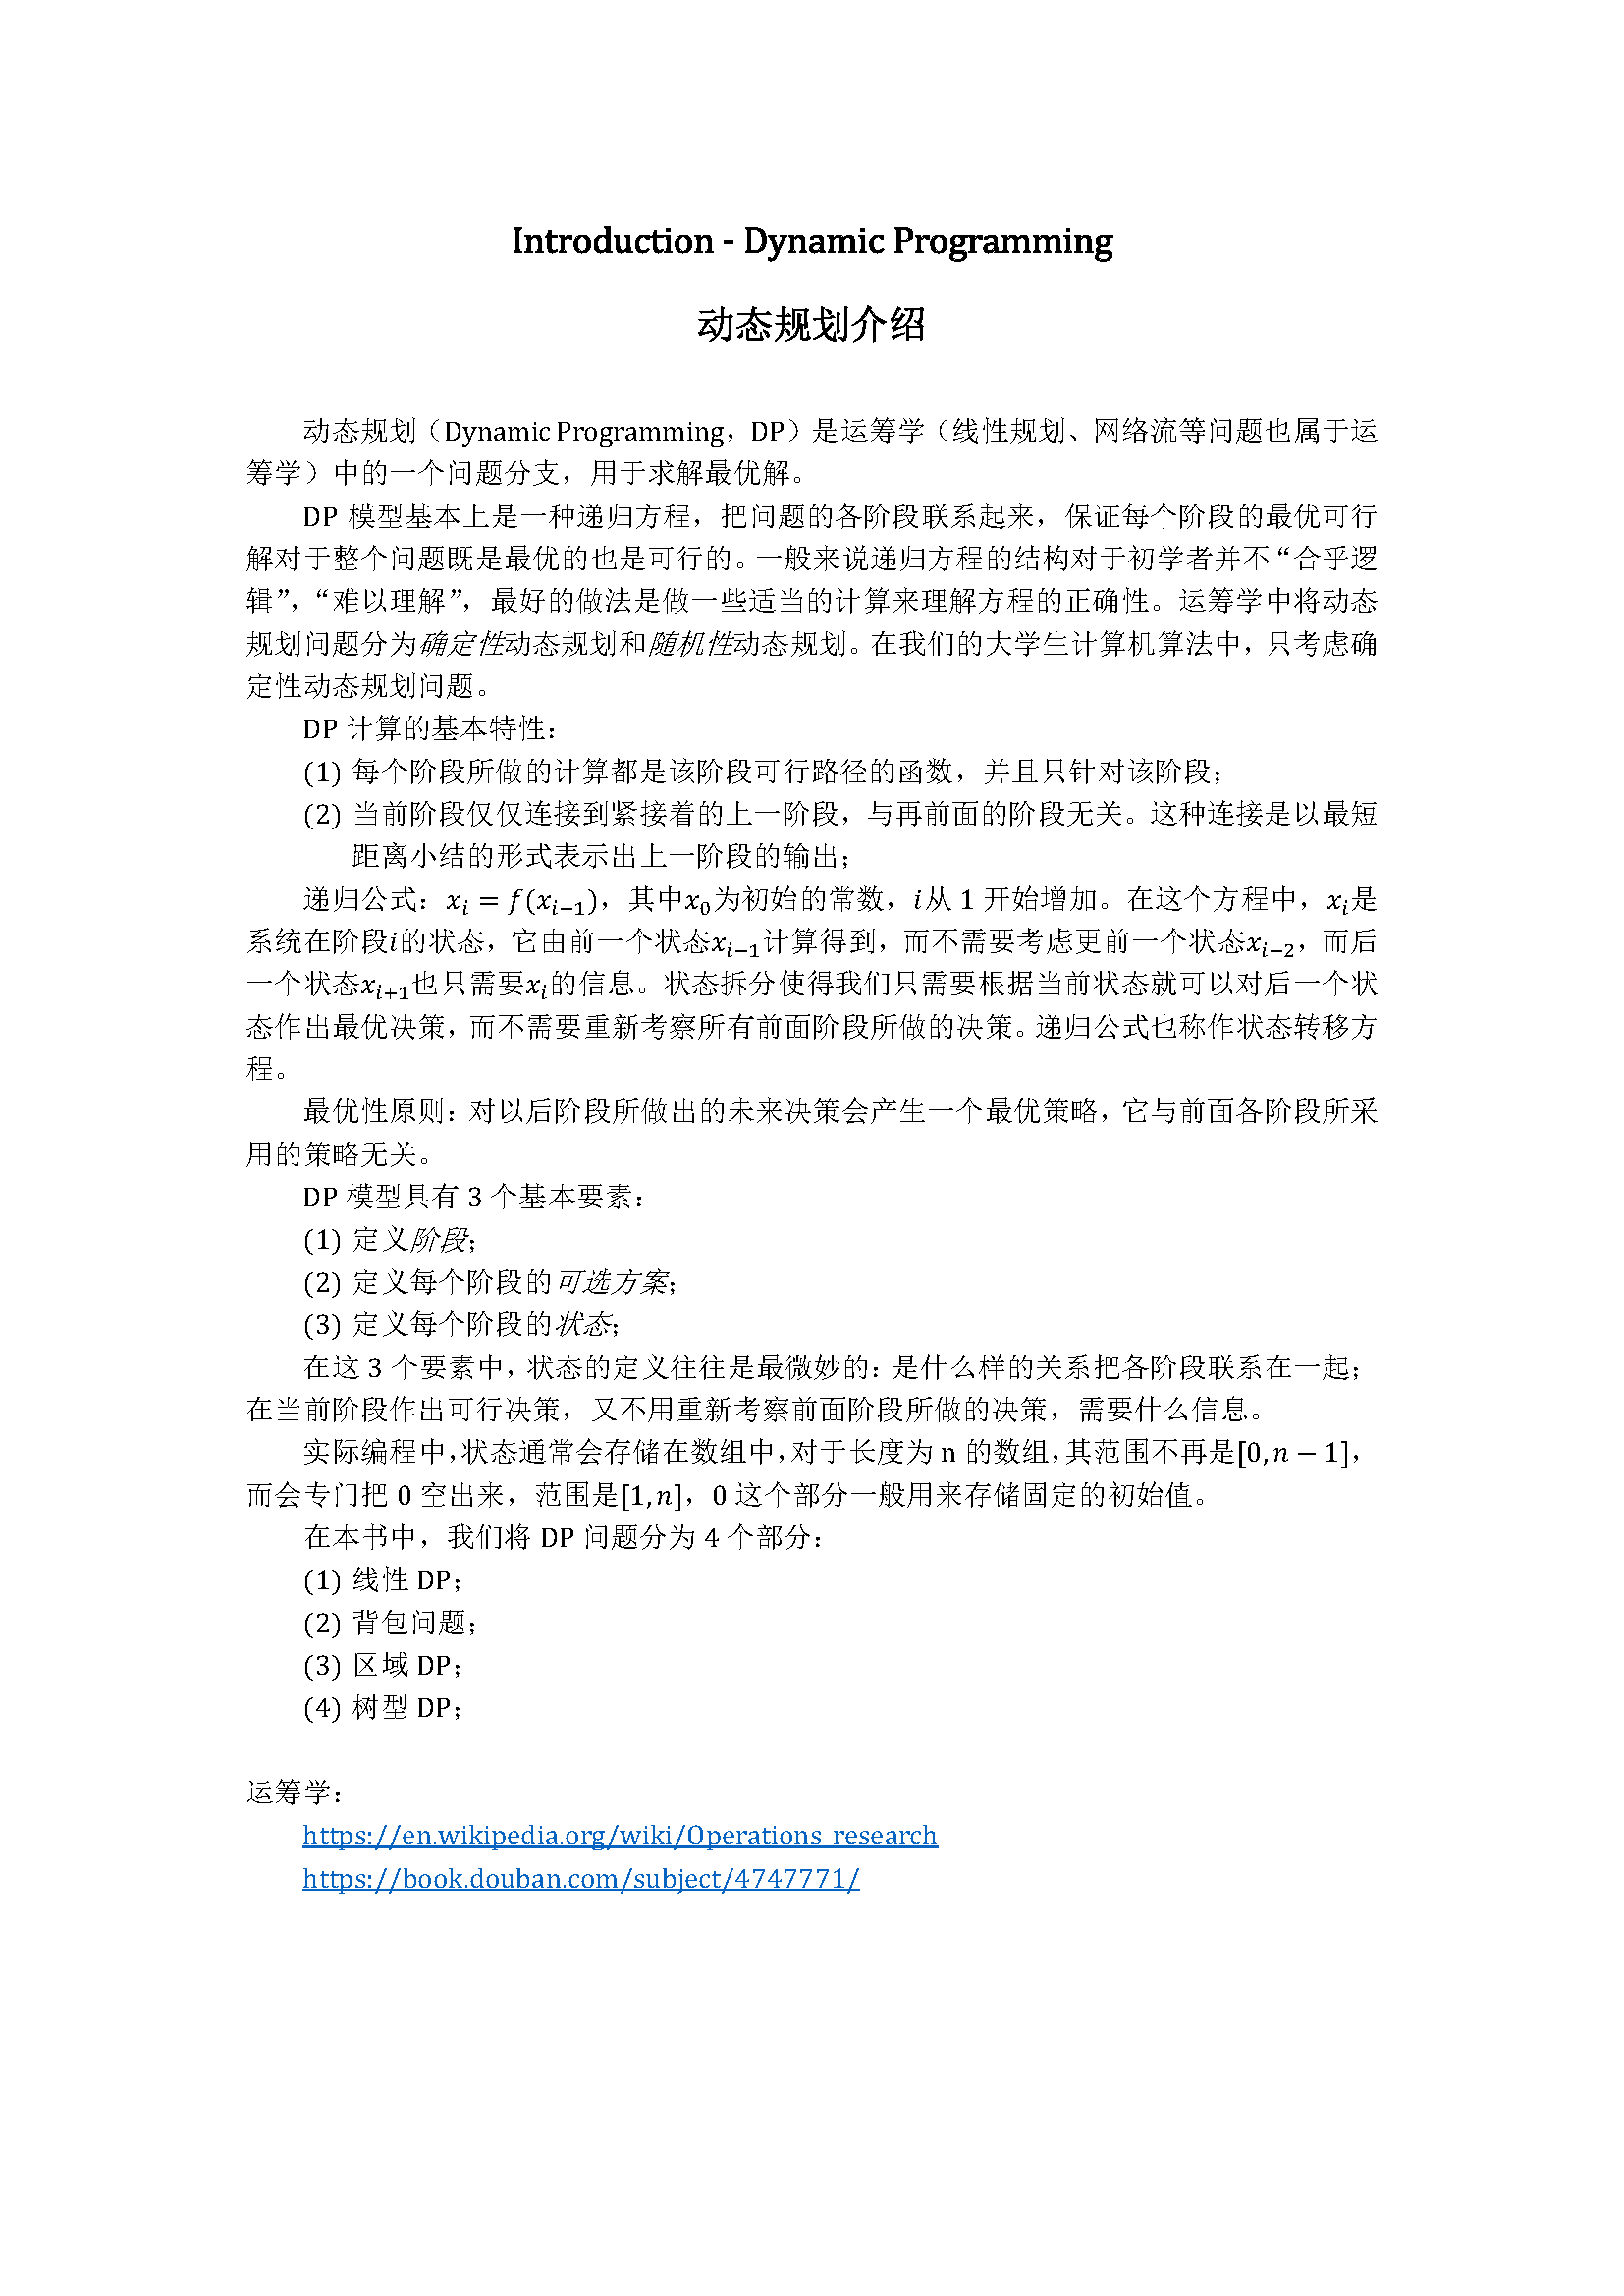 Introduction - Dynamic Programming
动态规划介绍
动态规划（Dynamic Programming，DP）是运筹学（线性规划、网络流等问题也属于运
筹学）中的一个问题分支，用于求解最优解。
DP 模型基本上是一种递归方程，把问题的各阶段联系起来，保证每个阶段的最优可行
解对于整个问题既是最优的也是可行的。一般来说递归方程的结构对于初学者并不“合乎逻
辑”，“难以理解”，最好的做法是做一些适当的计算来理解方程的正确性。运筹学中将动态
规划问题分为确定性动态规划和随机性动态规划。在我们的大学生计算机算法中，只考虑确
定性动态规划问题。
DP 计算的基本特性：
(1) 每个阶段所做的计算都是该阶段可行路径的函数，并且只针对该阶段；
(2) 当前阶段仅仅连接到紧接着的上一阶段，与再前面的阶段无关。这种连接是以最短
距离小结的形式表示出上一阶段的输出；
递归公式：$x_i = f(x_{i-1})$，其中$x_0$为初始的常数，$i$从 1 开始增加。在这个方程中，$x_i$是
系统在阶段$i$的状态，它由前一个状态$x_{i-1}$计算得到，而不需要考虑更前一个状态$x_{i-2}$，而后
一个状态$x_{i+1}$也只需要$x_i$的信息。状态拆分使得我们只需要根据当前状态就可以对后一个状
态作出最优决策，而不需要重新考察所有前面阶段所做的决策。递归公式也称作状态转移方
程。
最优性原则：对以后阶段所做出的未来决策会产生一个最优策略，它与前面各阶段所采
用的策略无关。
DP 模型具有 3 个基本要素：
(1) 定义阶段；
(2) 定义每个阶段的可选方案；
(3) 定义每个阶段的状态；
在这 3 个要素中，状态的定义往往是最微妙的：是什么样的关系把各阶段联系在一起；
在当前阶段作出可行决策，又不用重新考察前面阶段所做的决策，需要什么信息。
实际编程中，状态通常会存储在数组中，对于长度为 n 的数组，其范围不再是$[0, n - 1]$，
而会专门把 0 空出来，范围是$[1, n]$，0 这个部分一般用来存储固定的初始值。
在本书中，我们将 DP 问题分为 4 个部分：
(1) 线性 DP；
(2) 背包问题；
(3) 区域 DP；
(4) 树型 DP；
运筹学：
https://en.wikipedia.org/wiki/Operations_research
https://book.douban.com/subject/4747771/